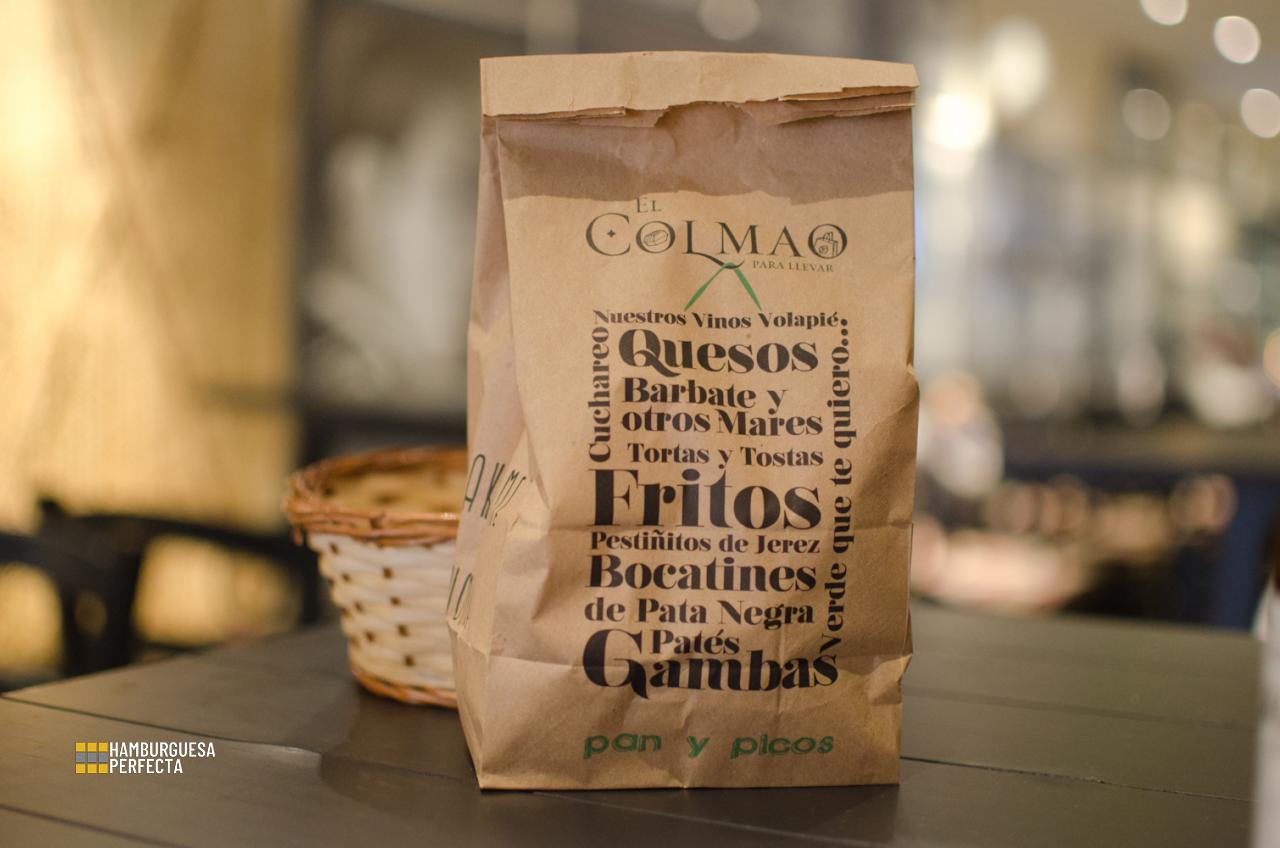 EL
COLMAO
PARA LLEVAR
Nuestros Vinos Volapié
Cuchareo
Quesos
Barbate y
otros Mares
Tortas y Tostas
Fritos
Pestiñitos de Jerez
Bocatines
de Pata Negra
Patés
Gambas
Verde que te quiero...
pan y picos
HAMBURGUESA
PERFECTA